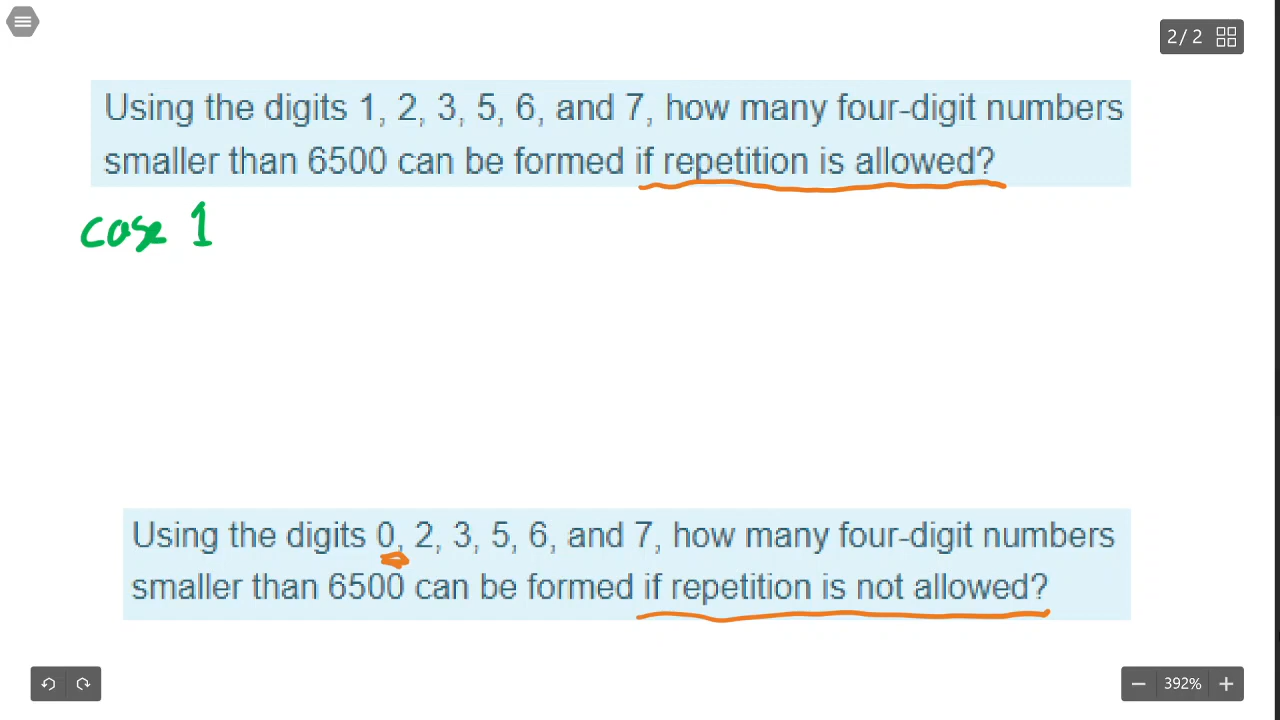 2 / 2
Using the digits 1, 2, 3, 5, 6, and 7, how many four-digit numbers
smaller than 6500 can be formed if repetition is allowed?
case 1
Using the digits 0, 2, 3, 5, 6, and 7, how many four-digit numbers
smaller than 6500 can be formed if repetition is not allowed?
392%